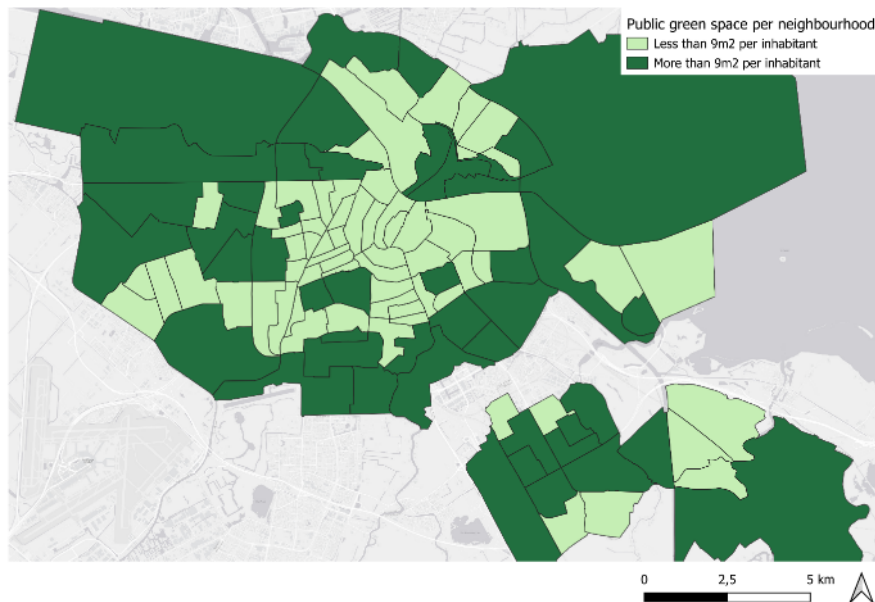 Public green space per neighbourhood
Less than 9m2 per inhabitant
More than 9m2 per inhabitant
0 2,5 5 km